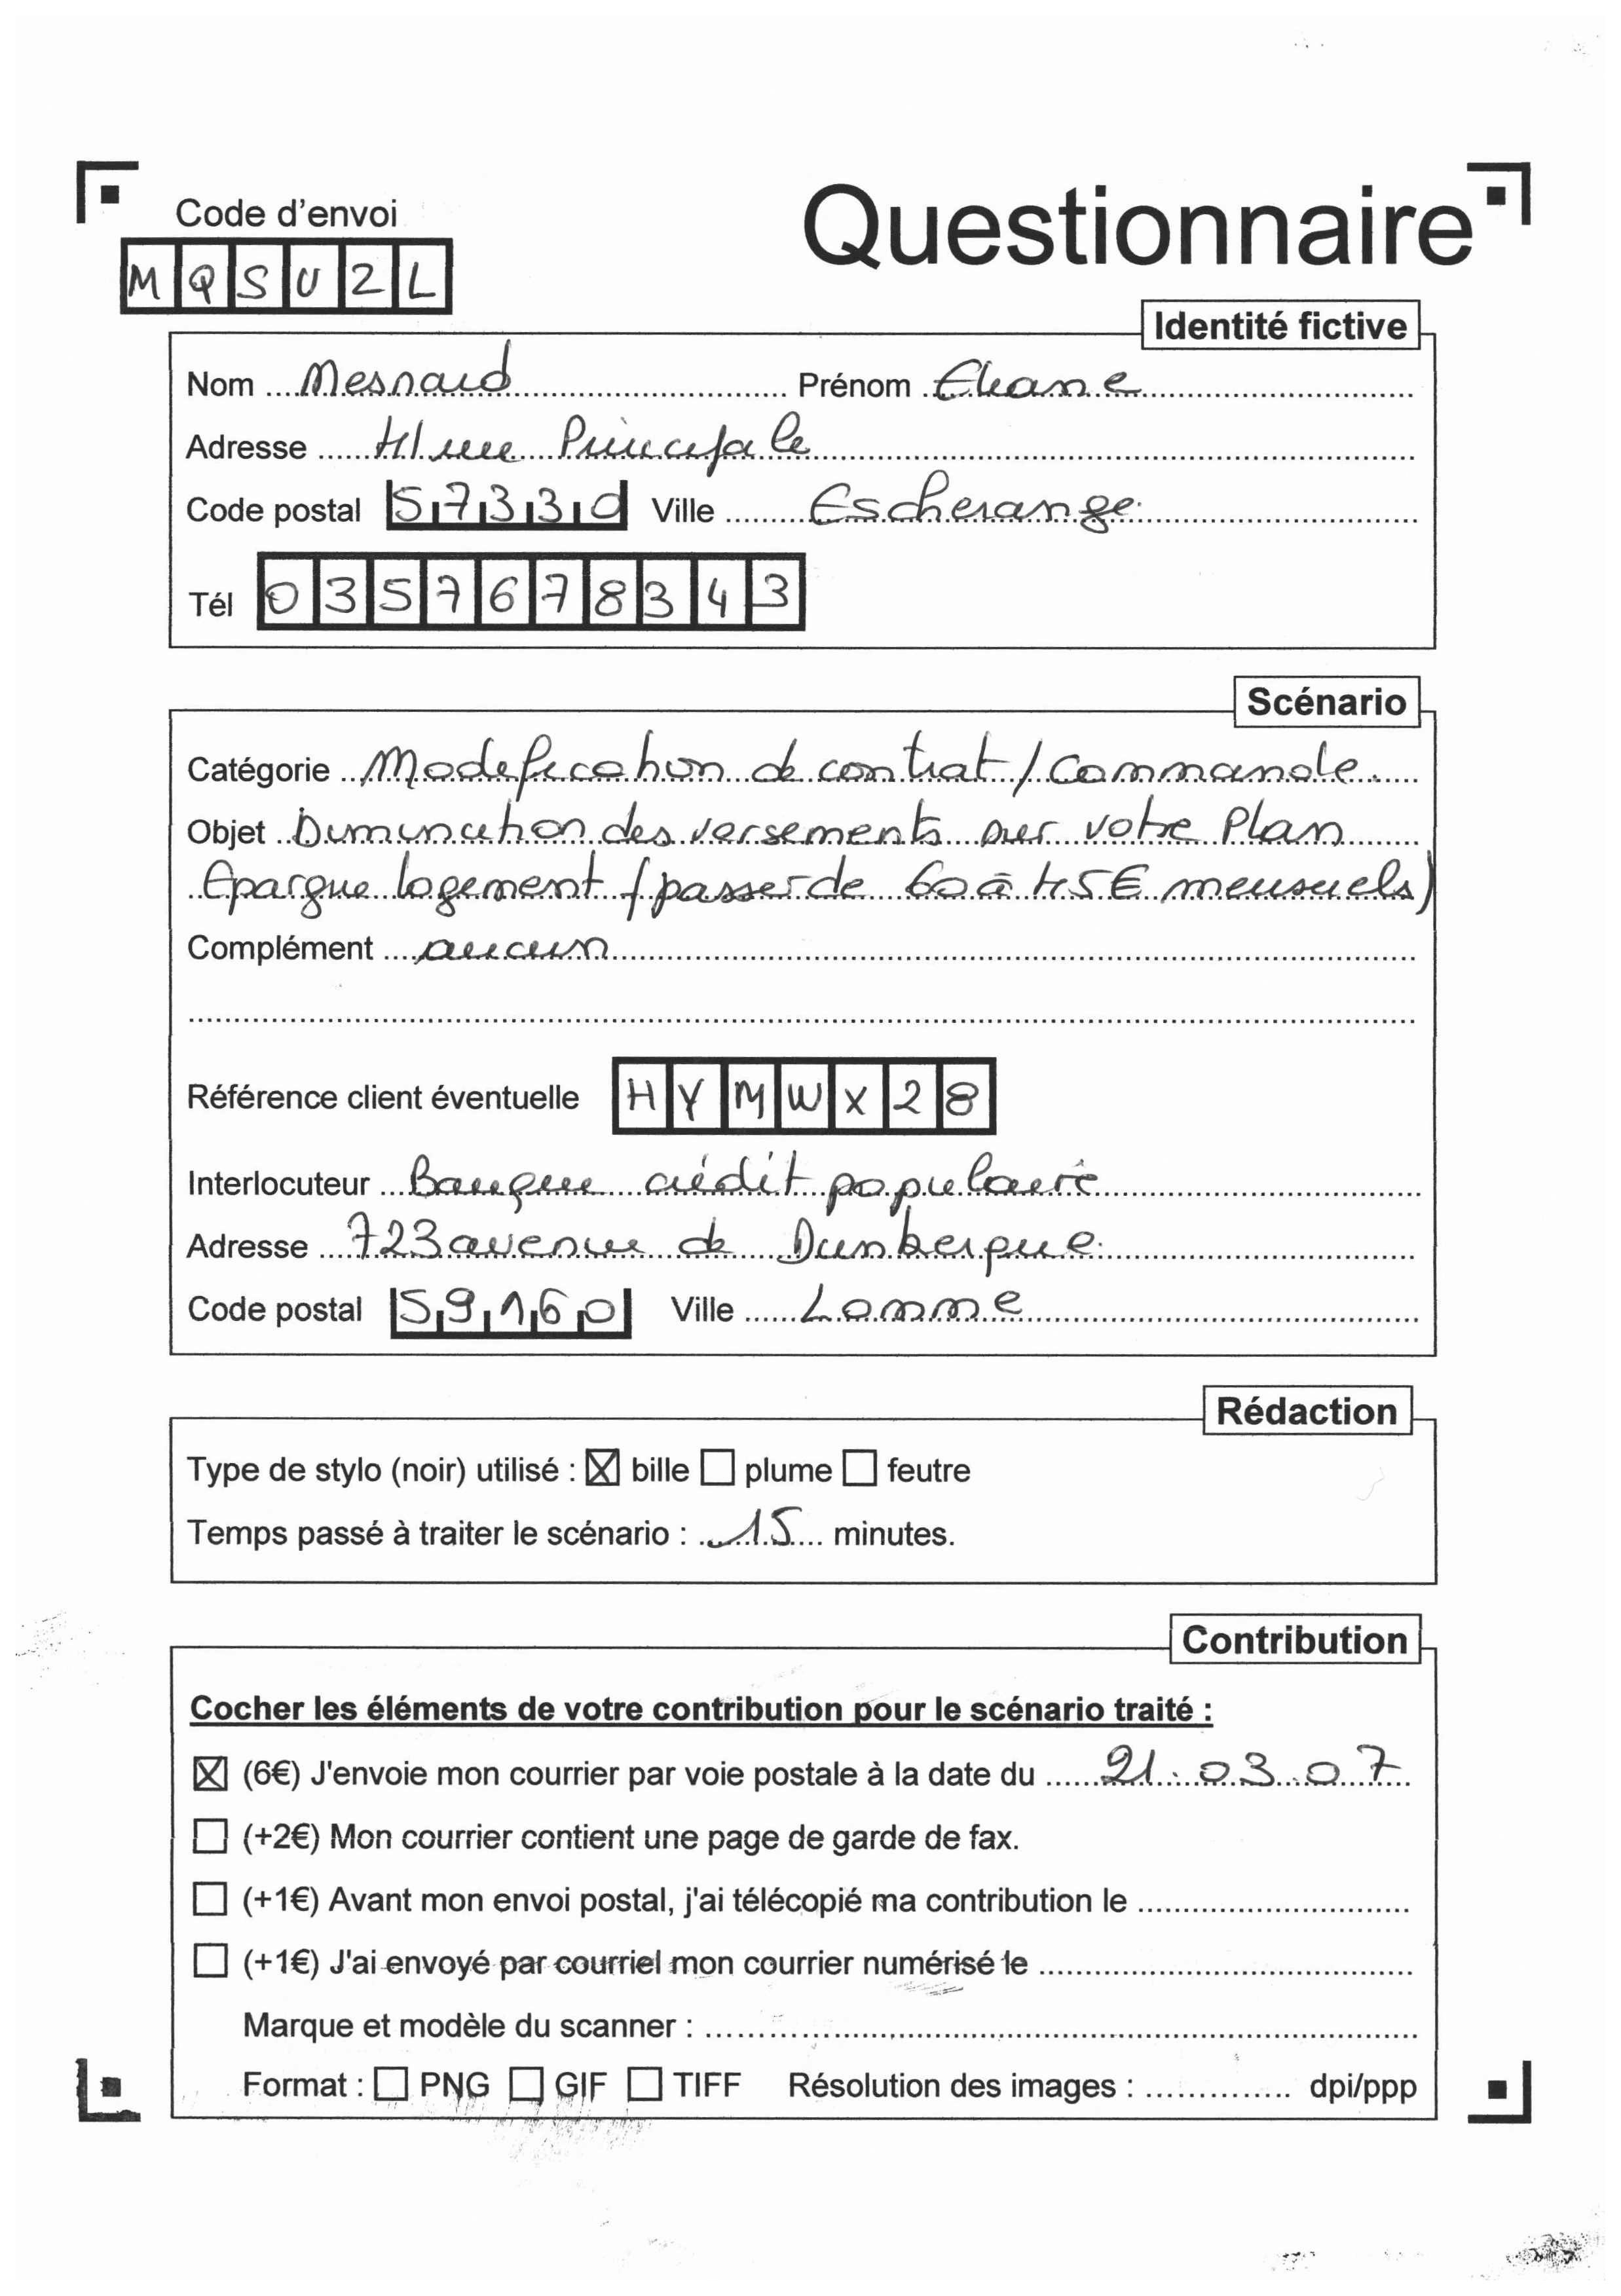 Code d'envoi
Questionnaire
MQSU2L
Identité fictive
Nom Mesnard Prénom Eliane
Adresse 41 rue Principale
Code postal 57330 Ville Escherange
Tél 0357678343
Scénario
Catégorie Modification de contrat / Commande.
Objet Diminution des versements sur votre Plan
Epargne logement (passer de 60 à 45€ mensuels)
Complément aucun
Référence client éventuelle HYMWX28
Interlocuteur Banque crédit populaire
Adresse 723 avenue de Dunkerque
Code postal 59160 Ville Lomme
Rédaction
Type de stylo (noir) utilisé : ☒ bille ☐ plume ☐ feutre
Temps passé à traiter le scénario : 15 minutes.
Contribution
Cocher les éléments de votre contribution pour le scénario traité :
☒ (6€) J'envoie mon courrier par voie postale à la date du 21.03.07
☐ (+2€) Mon courrier contient une page de garde de fax.
☐ (+1€) Avant mon envoi postal, j'ai télécopié ma contribution le
☐ (+1€) J'ai envoyé par courriel mon courrier numérisé le
Marque et modèle du scanner :
Format : ☐ PNG ☐ GIF ☐ TIFF Résolution des images : dpi/ppp